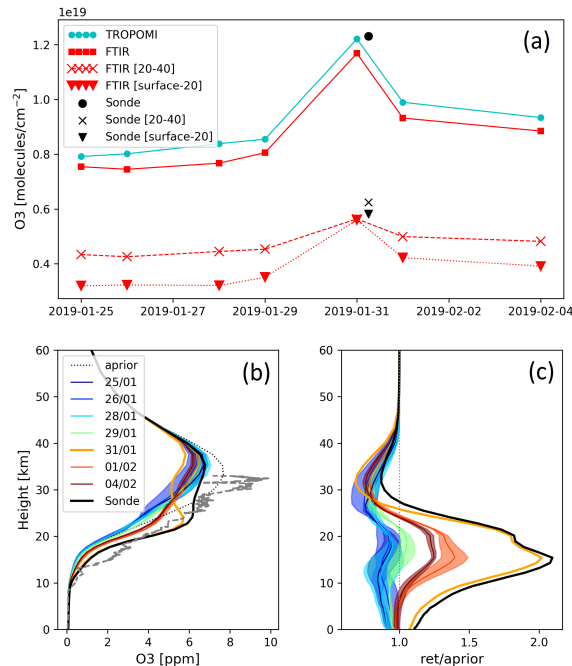 1e19
(a)
TROPOMI
FTIR
FTIR [20-40]
FTIR [surface-20]
Sonde
Sonde [20-40]
Sonde [surface-20]
O3 [molecules/cm−2]
1.2
1.0
0.8
0.6
0.4
2019-01-25 2019-01-27 2019-01-29 2019-01-31 2019-02-02 2019-02-04
(b)
aprior
25/01
26/01
28/01
29/01
31/01
01/02
04/02
Sonde
Height [km]
60
50
40
30
20
10
0
0 2 4 6 8 10
O3 [ppm]
(c)
60
50
40
30
20
10
0
1.0 1.5 2.0
ret/aprior